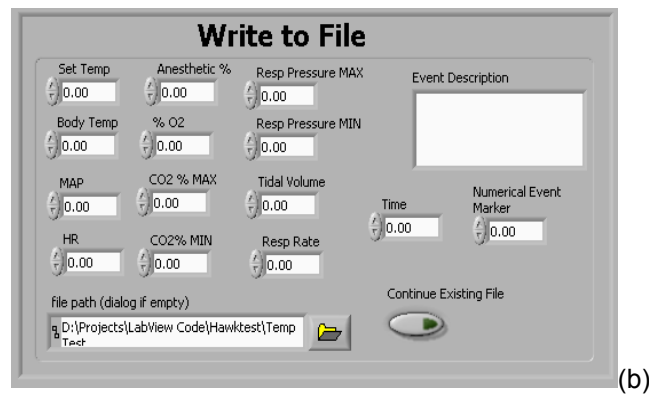 Write to File
Set Temp Anesthetic % Resp Pressure MAX Event Description
0.00 0.00 0.00
Body Temp % O2 Resp Pressure MIN
0.00 0.00 0.00
MAP CO2 % MAX Tidal Volume Time Numerical Event
Marker
0.00 0.00 0.00 0.00 0.00
HR CO2% MIN Resp Rate
0.00 0.00 0.00
file path (dialog if empty) Continue Existing File
D:\Projects\LabView Code\Hawktest\Temp
Test
(b)